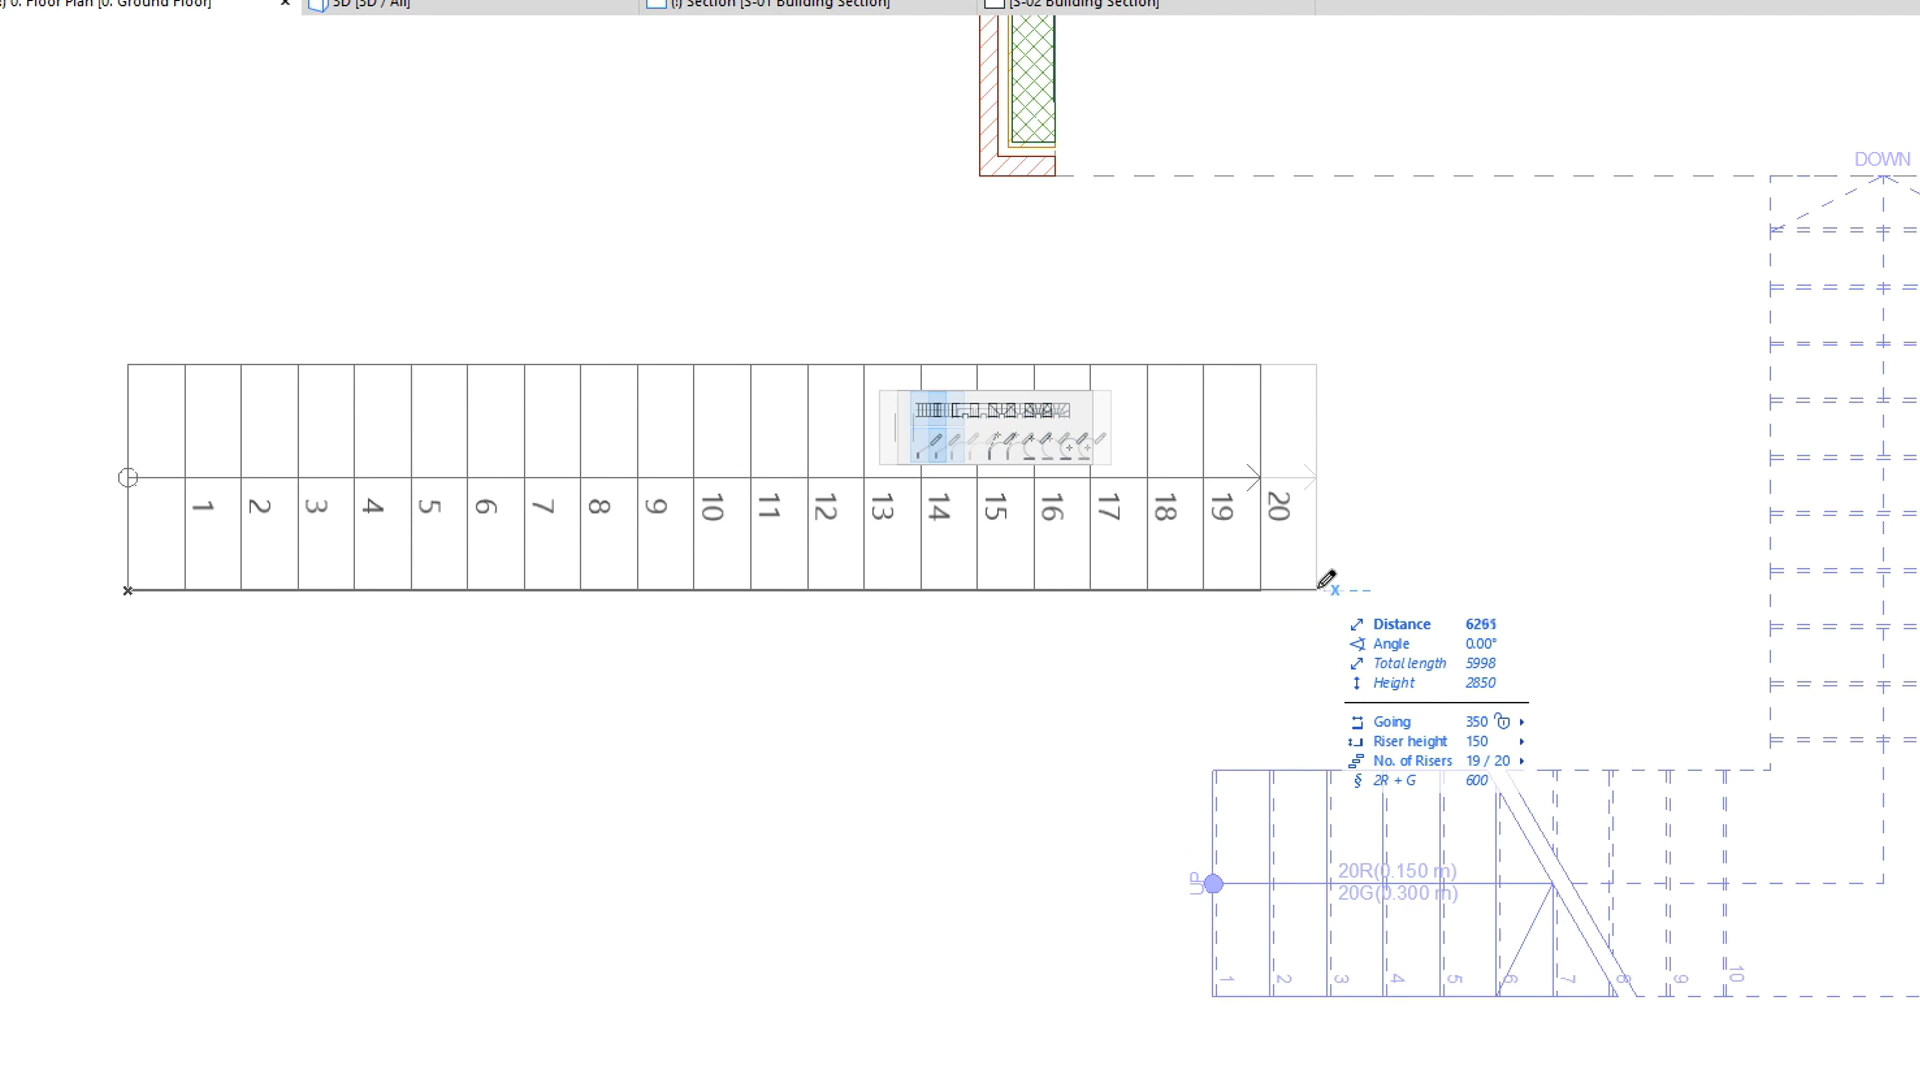 0. Floor Plan [0. Ground Floor]
3D [3D / All]
(!) Section [S-01 Building Section]
[S-02 Building Section]
DOWN
1 2 3 4 5 6 7 8 9 10 11 12 13 14 15 16 17 18 19 20
Distance
Angle 0.00°
Total length 5998
Height 2850
Going 350
Riser height 150
No. of Risers 19 / 20
2R + G 600
20R(0.150 m)
UP
20G(0.300 m)
1 2 3 4 5 6 7 8 9 10